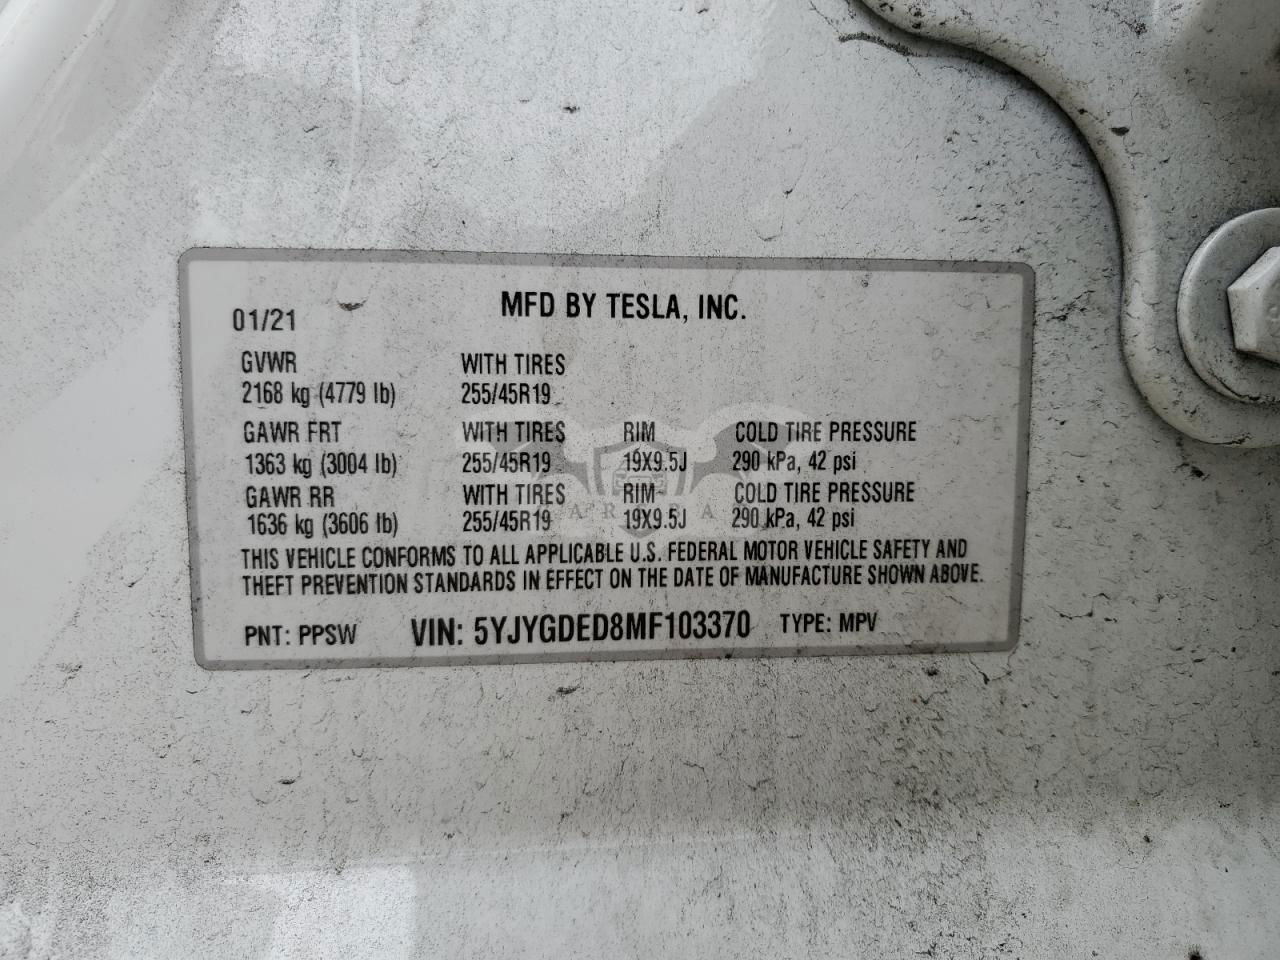 MFD BY TESLA, INC.
01/21
GVWR WITH TIRES
2168 kg (4779 lb) 255/45R19
GAWR FRT WITH TIRES RIM COLD TIRE PRESSURE
1363 kg (3004 lb) 255/45R19 19X9.5J 290 kPa, 42 psi
GAWR RR WITH TIRES RIM COLD TIRE PRESSURE
1636 kg (3606 lb) 255/45R19 19X9.5J 290 kPa, 42 psi
THIS VEHICLE CONFORMS TO ALL APPLICABLE U.S. FEDERAL MOTOR VEHICLE SAFETY AND
THEFT PREVENTION STANDARDS IN EFFECT ON THE DATE OF MANUFACTURE SHOWN ABOVE.
PNT: PPSW VIN: 5YJYGDED8MF103370 TYPE: MPV